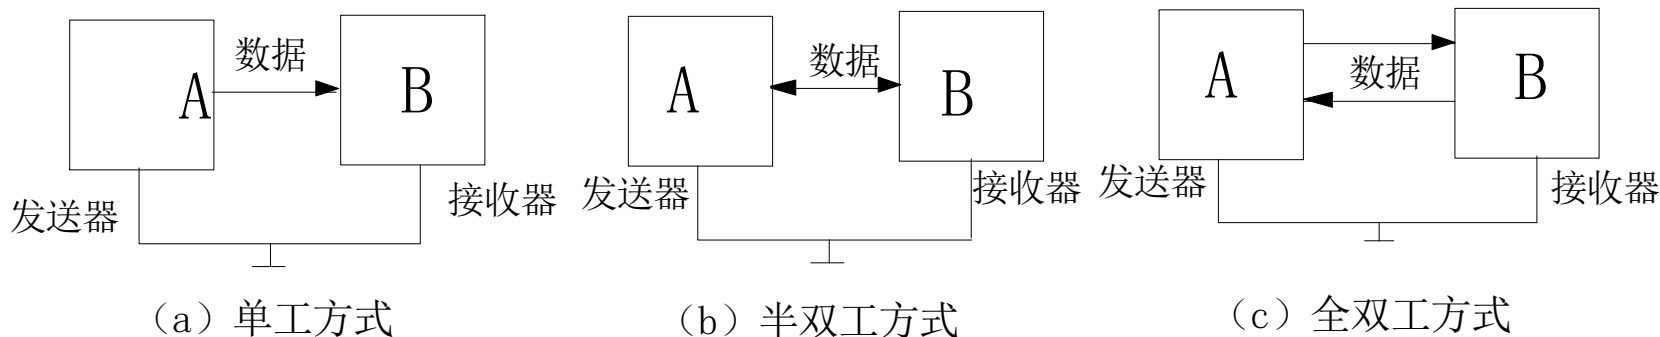 数据
A
B
发送器
接收器
（a）单工方式
数据
A
B
发送器
接收器
（b）半双工方式
数据
A
B
发送器
接收器
（c）全双工方式